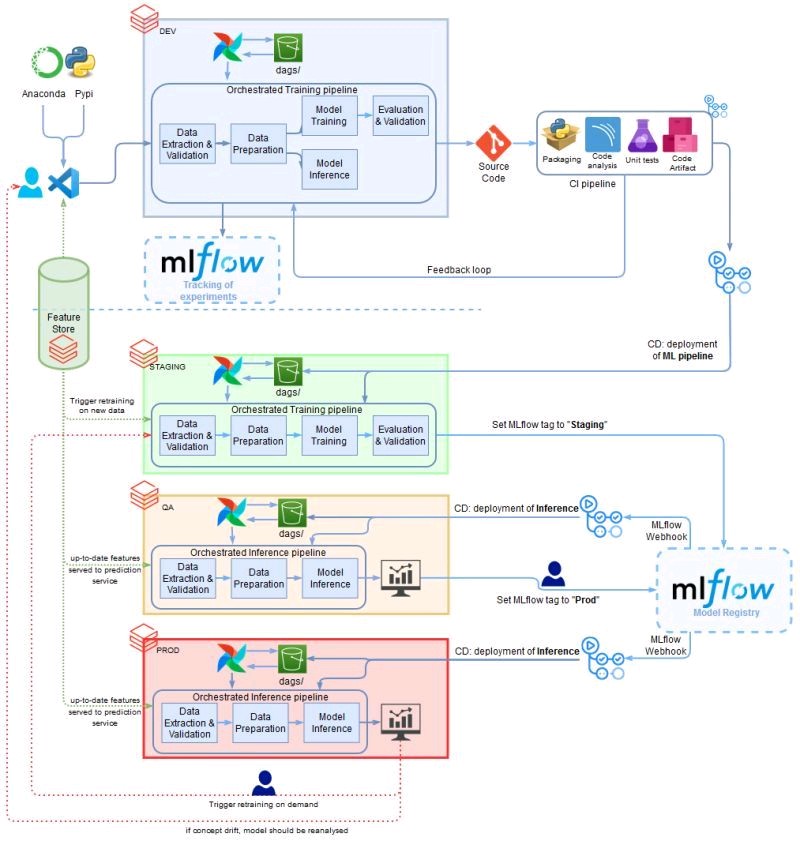 DEV
Anaconda
Pypi
dags/
Orchestrated Training pipeline
Data
Extraction &
Validation
Data
Preparation
Model
Training
Evaluation
& Validation
Model
Inference
Source
Code
Packaging
Code
analysis
Unit tests
Code
Artifact
CI pipeline
mlflow
Tracking of
experiments
Feedback loop
Feature
Store
CD: deployment
of ML pipeline
STAGING
dags/
Trigger retraining
on new data
Orchestrated Training pipeline
Data
Extraction &
Validation
Data
Preparation
Model
Training
Evaluation
& Validation
Set MLflow tag to "Staging"
QA
dags/
CD: deployment of Inference
MLflow
Webhook
up-to-date features
served to prediction
service
Orchestrated Inference pipeline
Data
Extraction &
Validation
Data
Preparation
Model
Inference
Set MLflow tag to "Prod"
mlflow
Model Registry
PROD
dags/
CD: deployment of Inference
MLflow
Webhook
up-to-date features
served to prediction
service
Orchestrated Inference pipeline
Data
Extraction &
Validation
Data
Preparation
Model
Inference
Trigger retraining on demand
if concept drift, model should be reanalysed